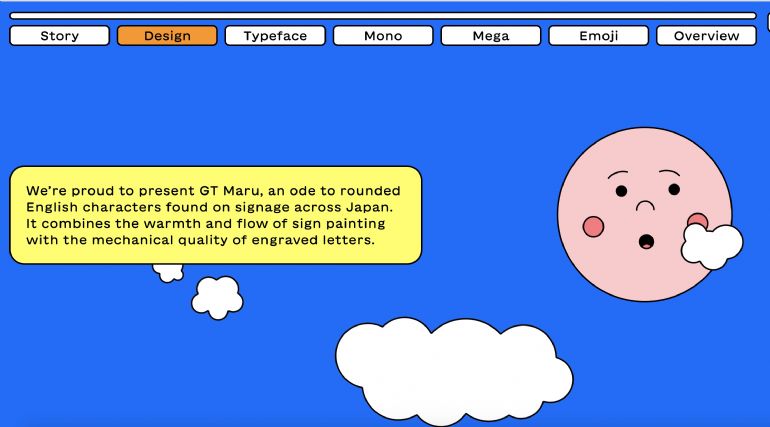 Story
Design
Typeface
Mono
Mega
Emoji
Overview
We're proud to present GT Maru, an ode to rounded
English characters found on signage across Japan.
It combines the warmth and flow of sign painting
with the mechanical quality of engraved letters.